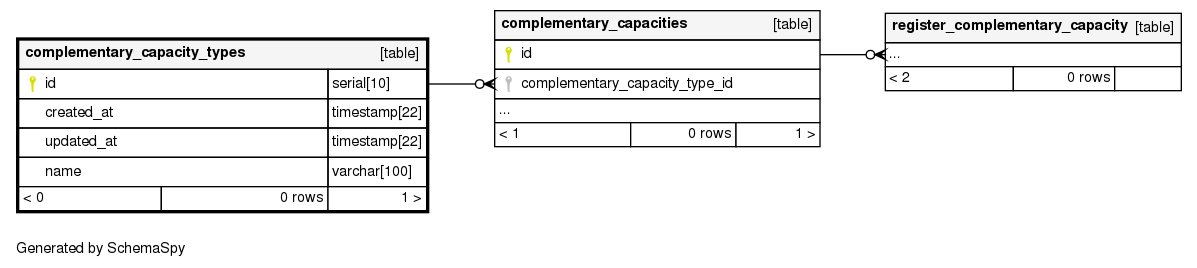 complementary_capacity_types [table]
id serial[10]
created_at timestamp[22]
updated_at timestamp[22]
name varchar[100]
< 0 0 rows 1 >
complementary_capacities [table]
id
complementary_capacity_type_id
...
< 1 0 rows 1 >
register_complementary_capacity [table]
...
< 2 0 rows
Generated by SchemaSpy